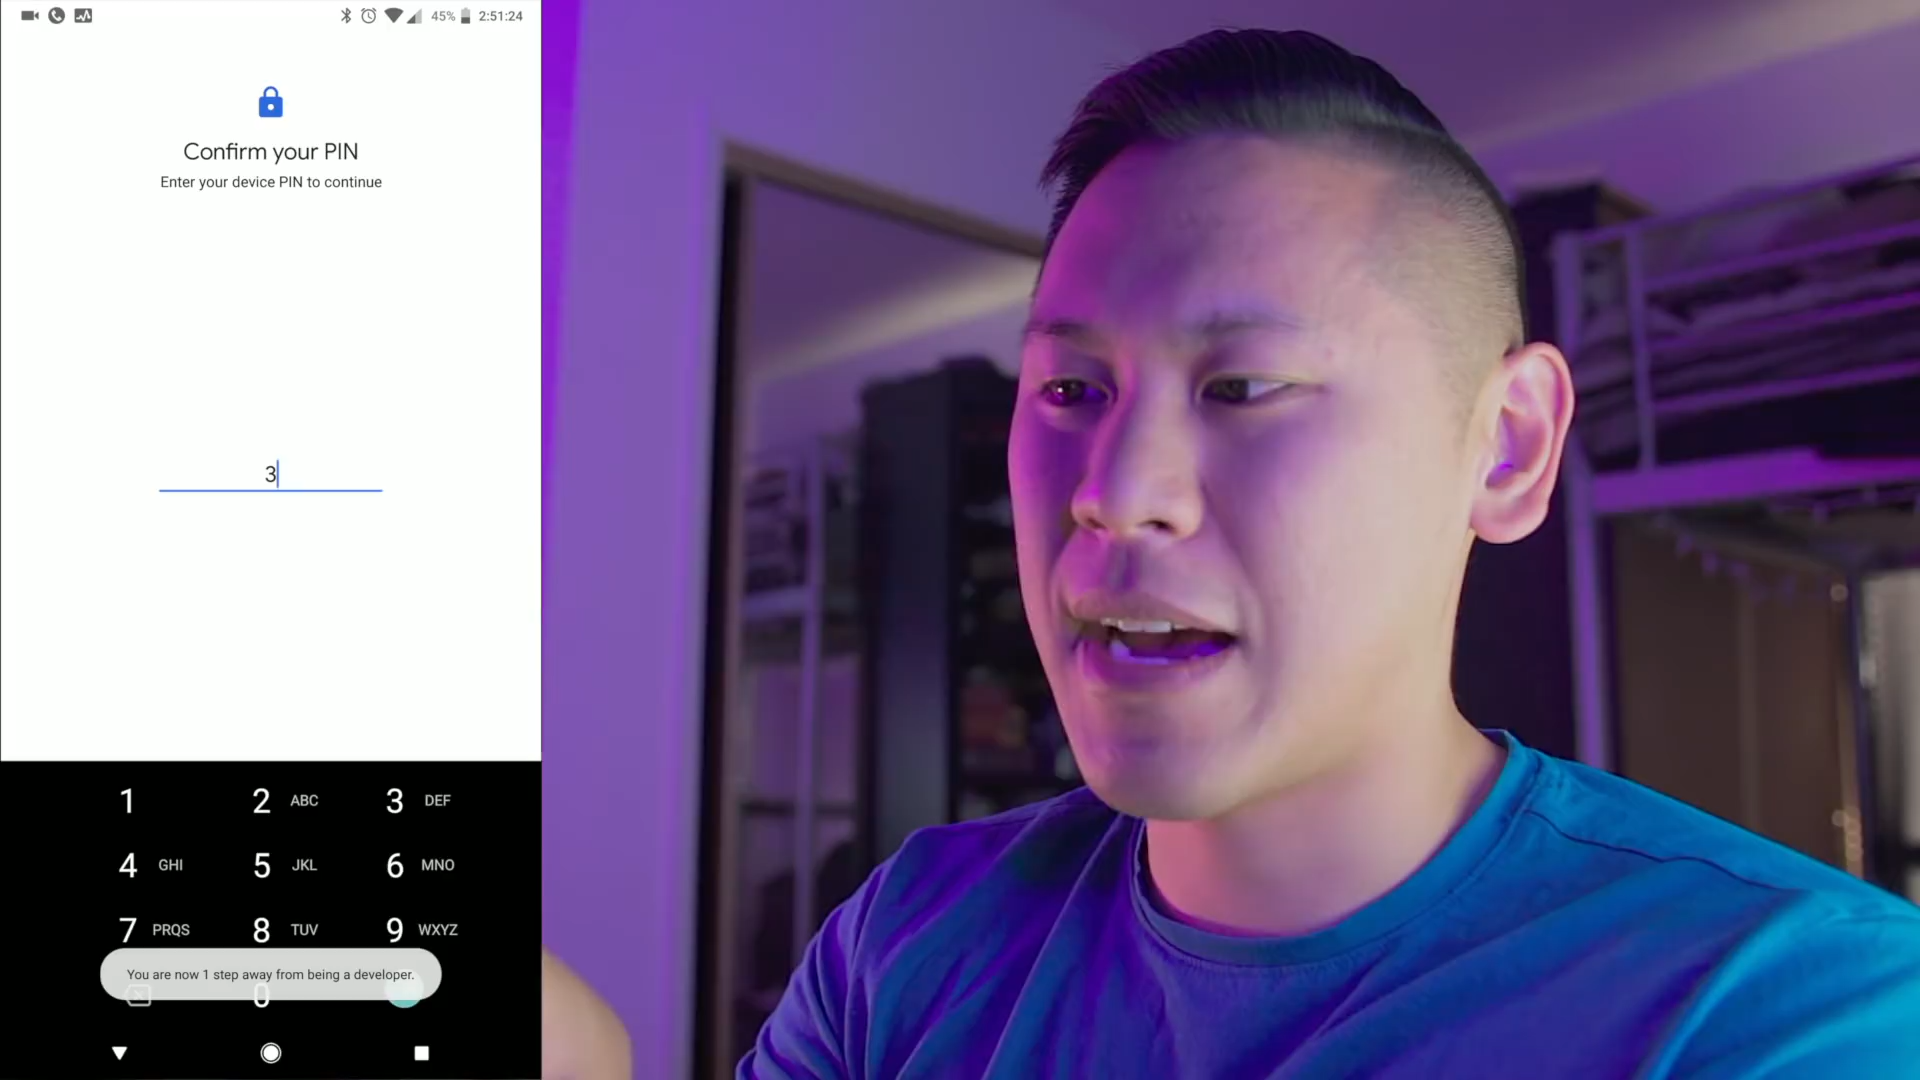 45% 2:51:24
Confirm your PIN
Enter your device PIN to continue
3
1 2 ABC 3 DEF
4 GHI 5 JKL 6 MNO
7 PRQS 8 TUV 9 WXYZ
You are now 1 step away from being a developer.
0